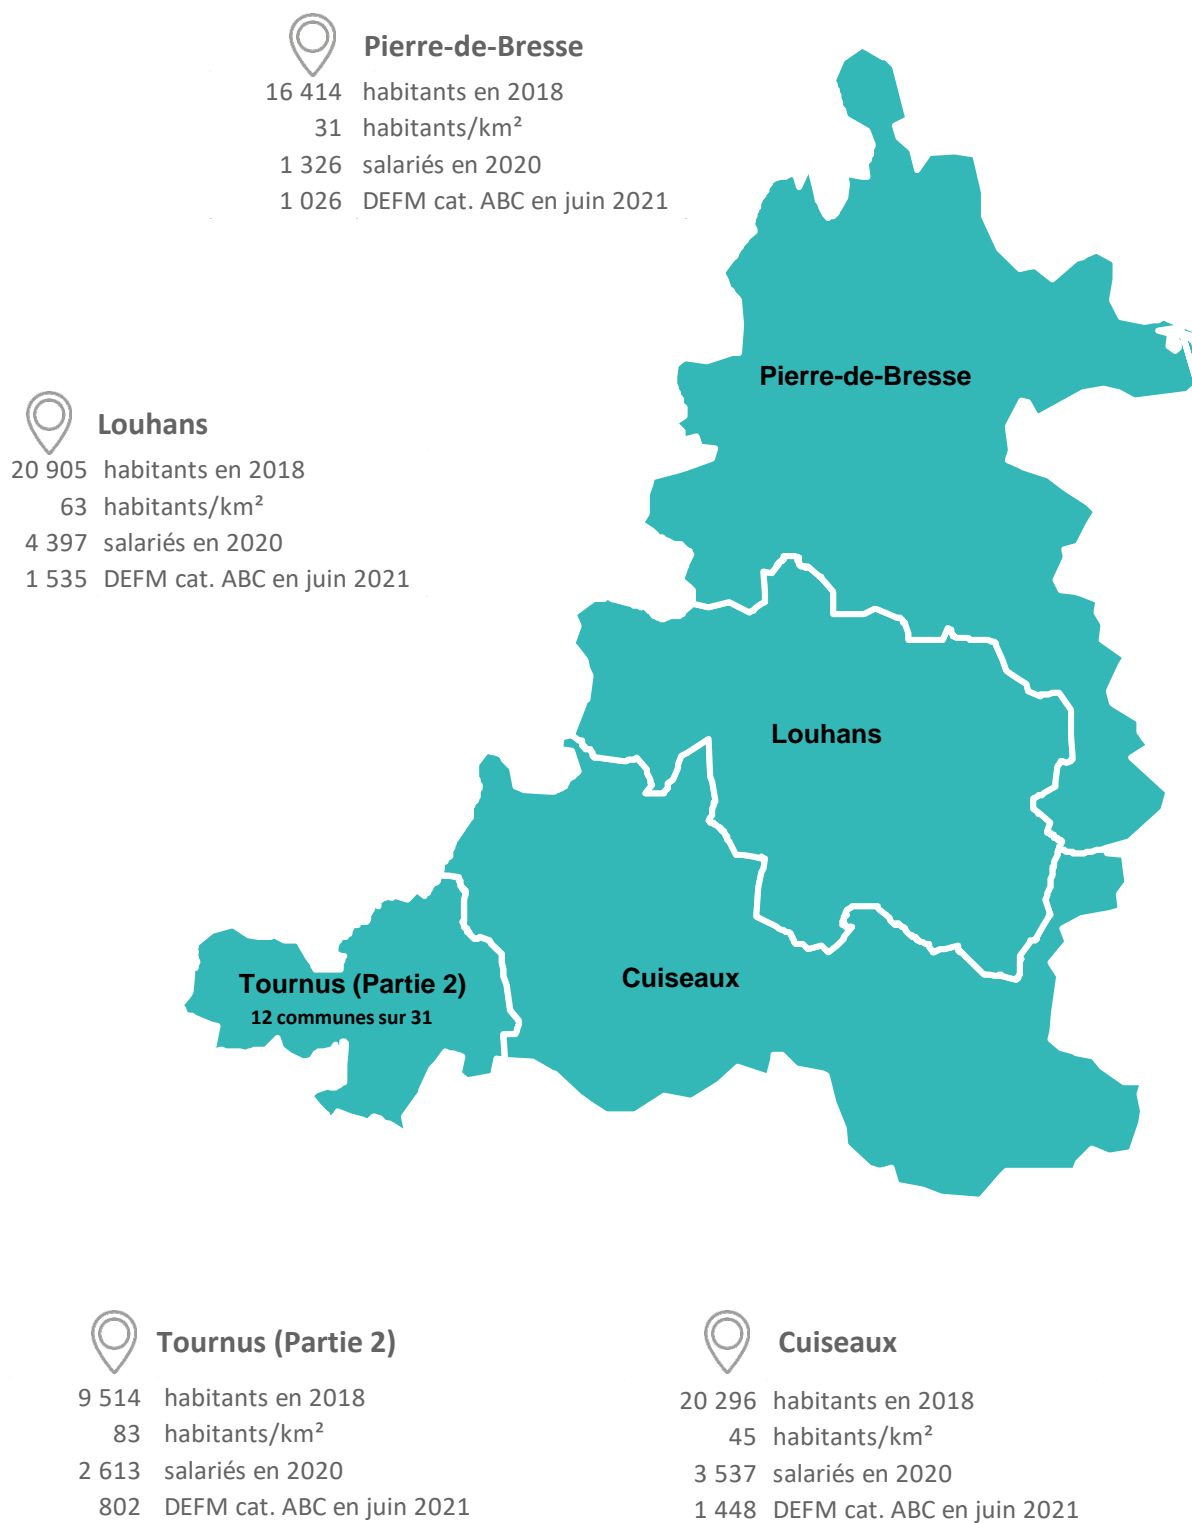 Pierre-de-Bresse
16 414 habitants en 2018
31 habitants/km²
1 326 salariés en 2020
1 026 DEFM cat. ABC en juin 2021
Pierre-de-Bresse
Louhans
20 905 habitants en 2018
63 habitants/km²
4 397 salariés en 2020
1 535 DEFM cat. ABC en juin 2021
Louhans
Cuiseaux
Tournus (Partie 2)
12 communes sur 31
Tournus (Partie 2)
9 514 habitants en 2018
83 habitants/km²
2 613 salariés en 2020
802 DEFM cat. ABC en juin 2021
Cuiseaux
20 296 habitants en 2018
45 habitants/km²
3 537 salariés en 2020
1 448 DEFM cat. ABC en juin 2021